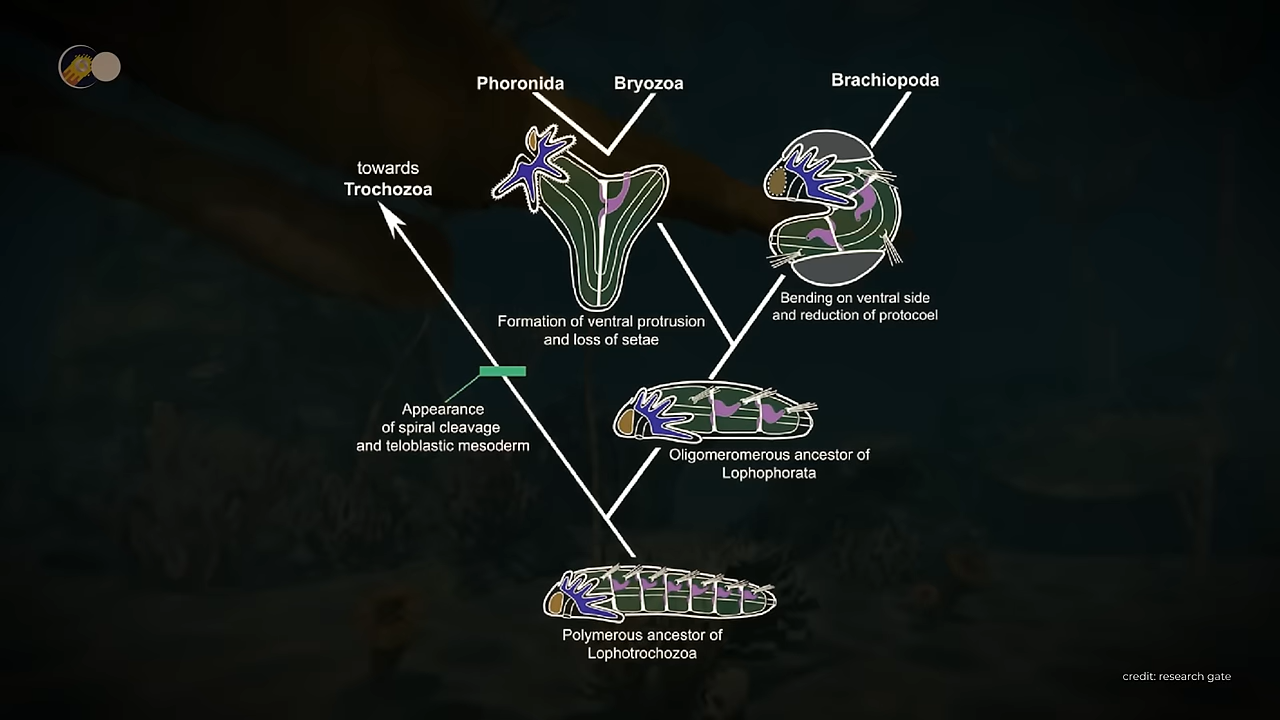 Phoronida
Bryozoa
Brachiopoda
towards
Trochozoa
Bending on ventral side
and reduction of protocoel
Formation of ventral protrusion
and loss of setae
Appearance
of spiral cleavage
and teloblastic mesoderm
Oligomeromerous ancestor of
Lophophorata
Polymerous ancestor of
Lophotrochozoa
credit: research gate